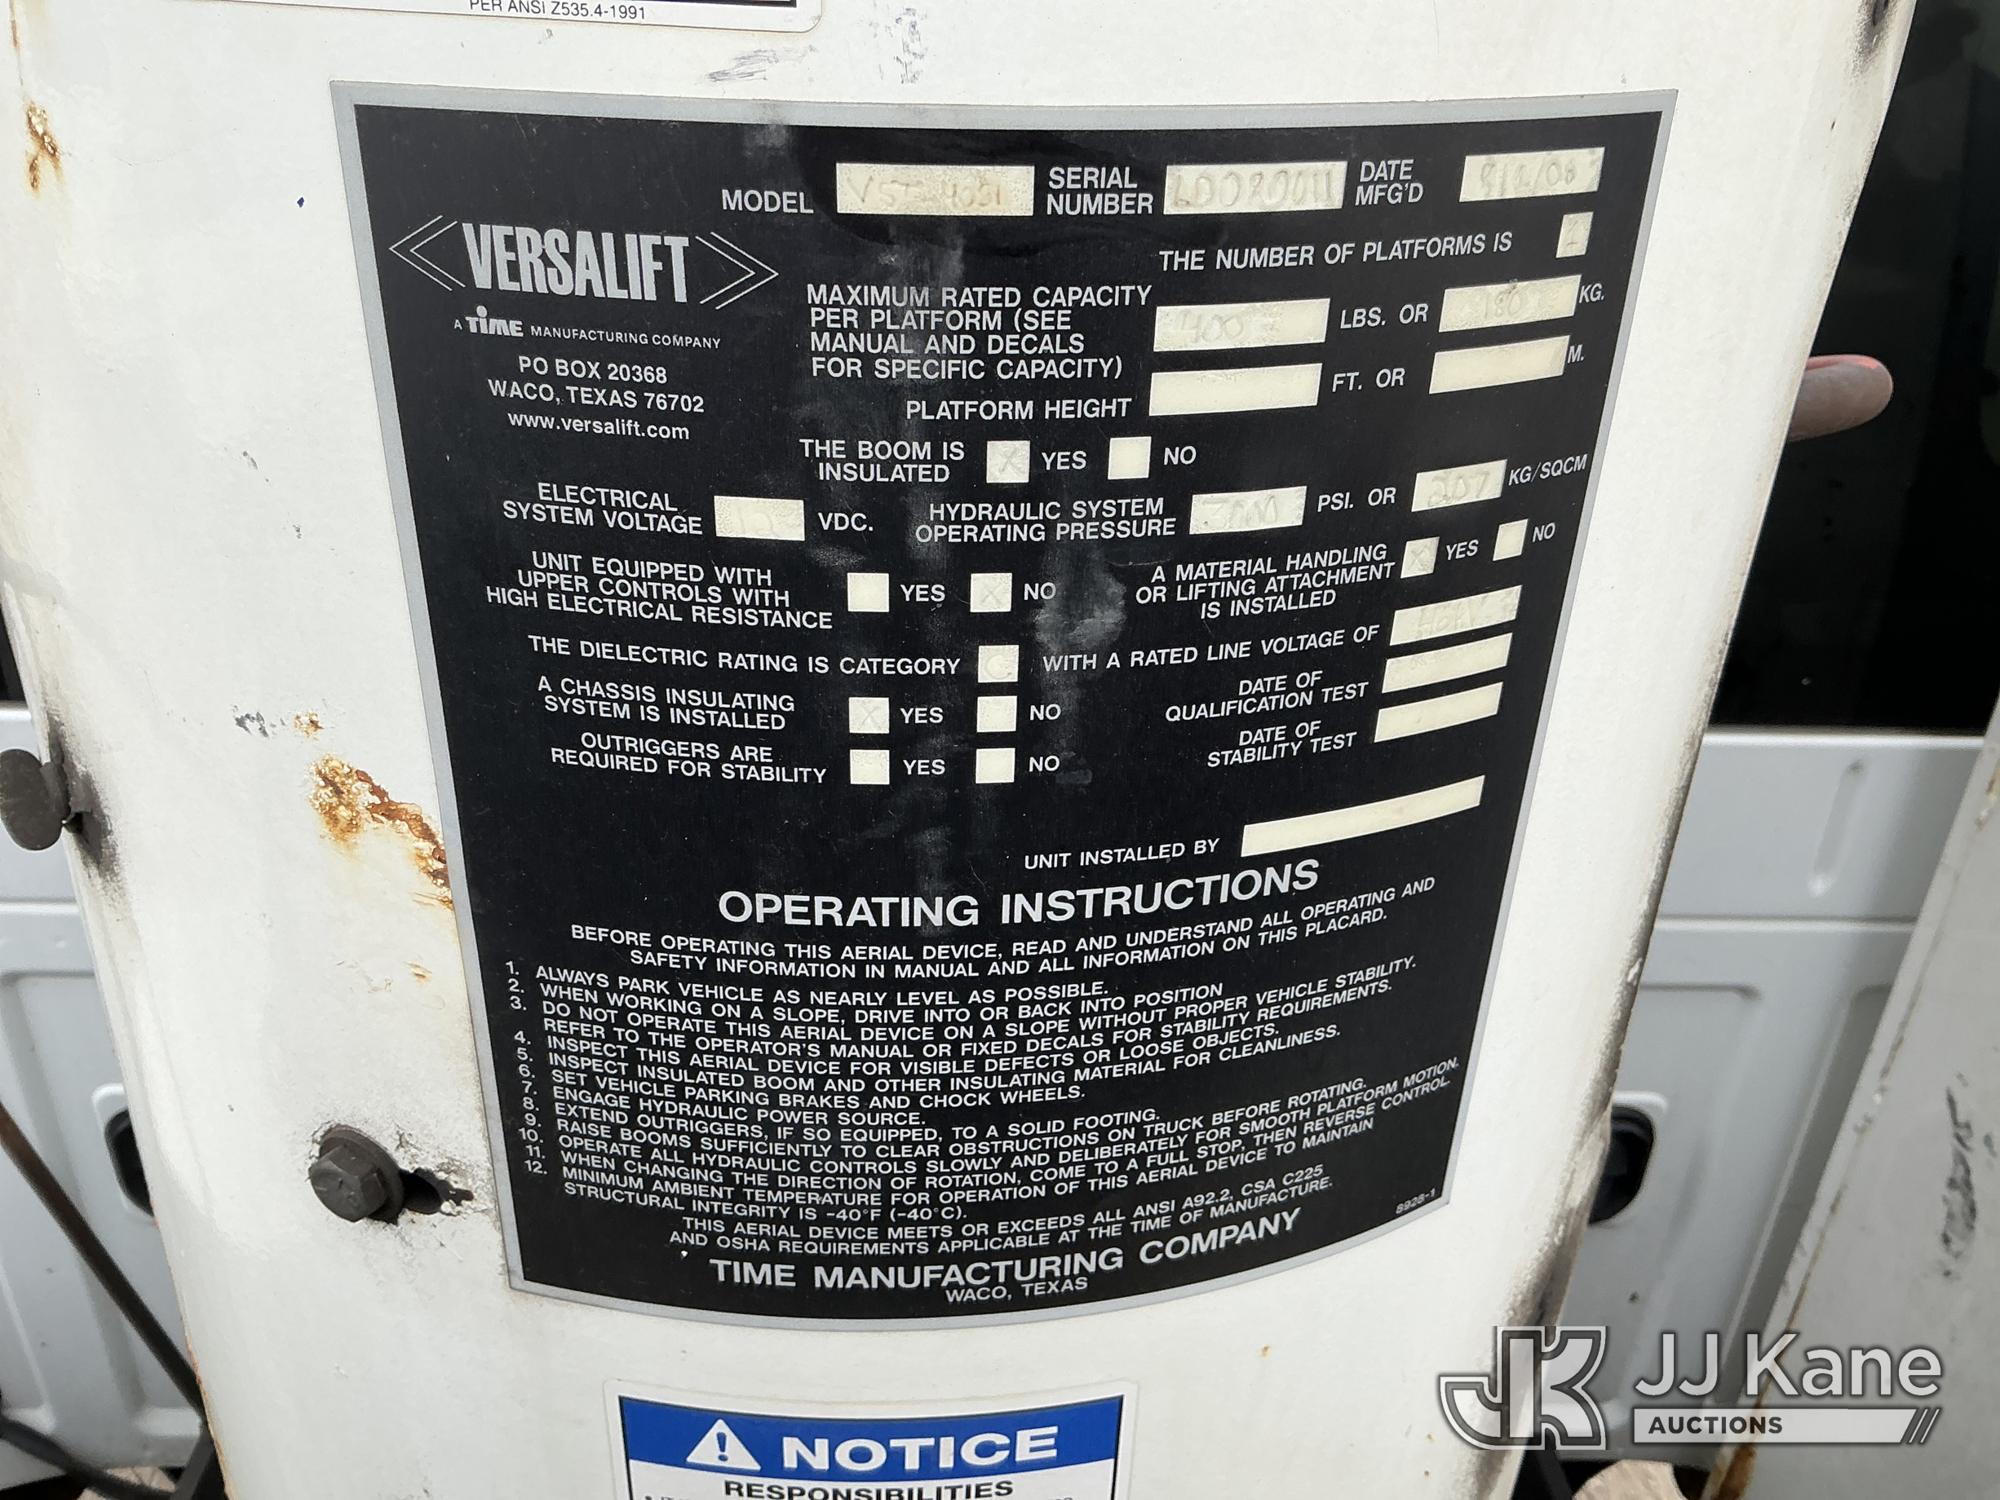 PER ANSI Z535.4-1991
MODEL
SERIAL NUMBER
DATE MFG'D
VERSALIFT
A TIME MANUFACTURING COMPANY
PO BOX 20368
WACO, TEXAS 76702
www.versalift.com
THE NUMBER OF PLATFORMS IS 1
MAXIMUM RATED CAPACITY
PER PLATFORM (SEE
MANUAL AND DECALS
FOR SPECIFIC CAPACITY)
400 LBS. OR 180 KG.
PLATFORM HEIGHT FT. OR M.
THE BOOM IS
INSULATED X YES NO
ELECTRICAL
SYSTEM VOLTAGE 12 VDC.
HYDRAULIC SYSTEM
OPERATING PRESSURE 3000 PSI. OR 207 KG/SQCM
UNIT EQUIPPED WITH
UPPER CONTROLS WITH
HIGH ELECTRICAL RESISTANCE YES X NO
A MATERIAL HANDLING
OR LIFTING ATTACHMENT
IS INSTALLED X YES NO
THE DIELECTRIC RATING IS CATEGORY C WITH A RATED LINE VOLTAGE OF
A CHASSIS INSULATING
SYSTEM IS INSTALLED X YES NO
DATE OF
QUALIFICATION TEST
OUTRIGGERS ARE
REQUIRED FOR STABILITY YES NO
DATE OF
STABILITY TEST
UNIT INSTALLED BY
OPERATING INSTRUCTIONS
BEFORE OPERATING THIS AERIAL DEVICE, READ AND UNDERSTAND ALL OPERATING AND
SAFETY INFORMATION IN MANUAL AND ALL INFORMATION ON THIS PLACARD.
1. ALWAYS PARK VEHICLE AS NEARLY LEVEL AS POSSIBLE.
2. WHEN WORKING ON A SLOPE, DRIVE INTO OR BACK INTO POSITION
3. DO NOT OPERATE THIS AERIAL DEVICE ON A SLOPE WITHOUT PROPER VEHICLE STABILITY.
REFER TO THE OPERATOR'S MANUAL OR FIXED DECALS FOR STABILITY REQUIREMENTS.
4. INSPECT THIS AERIAL DEVICE FOR VISIBLE DEFECTS OR LOOSE OBJECTS.
5. INSPECT INSULATED BOOM AND OTHER INSULATING MATERIAL FOR CLEANLINESS.
6. SET VEHICLE PARKING BRAKES AND CHOCK WHEELS.
7. ENGAGE HYDRAULIC POWER SOURCE.
8. EXTEND OUTRIGGERS, IF SO EQUIPPED, TO A SOLID FOOTING.
9. RAISE BOOMS SUFFICIENTLY TO CLEAR OBSTRUCTIONS ON TRUCK BEFORE ROTATING.
10. OPERATE ALL HYDRAULIC CONTROLS SLOWLY AND DELIBERATELY FOR SMOOTH PLATFORM MOTION.
11. WHEN CHANGING THE DIRECTION OF ROTATION, COME TO A FULL STOP, THEN REVERSE CONTROL.
12. MINIMUM AMBIENT TEMPERATURE FOR OPERATION OF THIS AERIAL DEVICE TO MAINTAIN
STRUCTURAL INTEGRITY IS -40°F (-40°C).
THIS AERIAL DEVICE MEETS OR EXCEEDS ALL ANSI A92.2, CSA C225
AND OSHA REQUIREMENTS APPLICABLE AT THE TIME OF MANUFACTURE.
8928-1
TIME MANUFACTURING COMPANY
WACO, TEXAS
NOTICE
RESPONSIBILITIES
JK JJ Kane
AUCTIONS